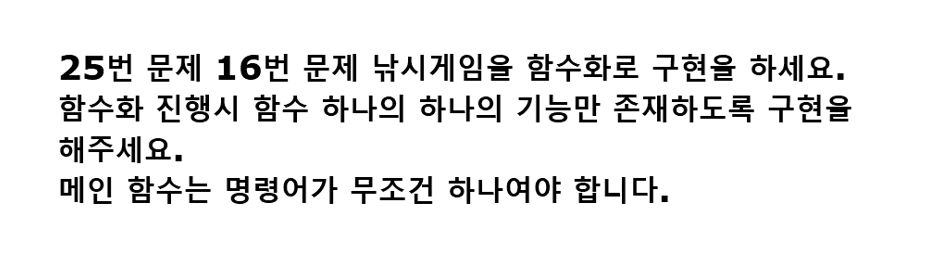 25번 문제 16번 문제 낚시게임을 함수화로 구현을 하세요.
함수화 진행시 함수 하나의 하나의 기능만 존재하도록 구현을
해주세요.
메인 함수는 명령어가 무조건 하나여야 합니다.